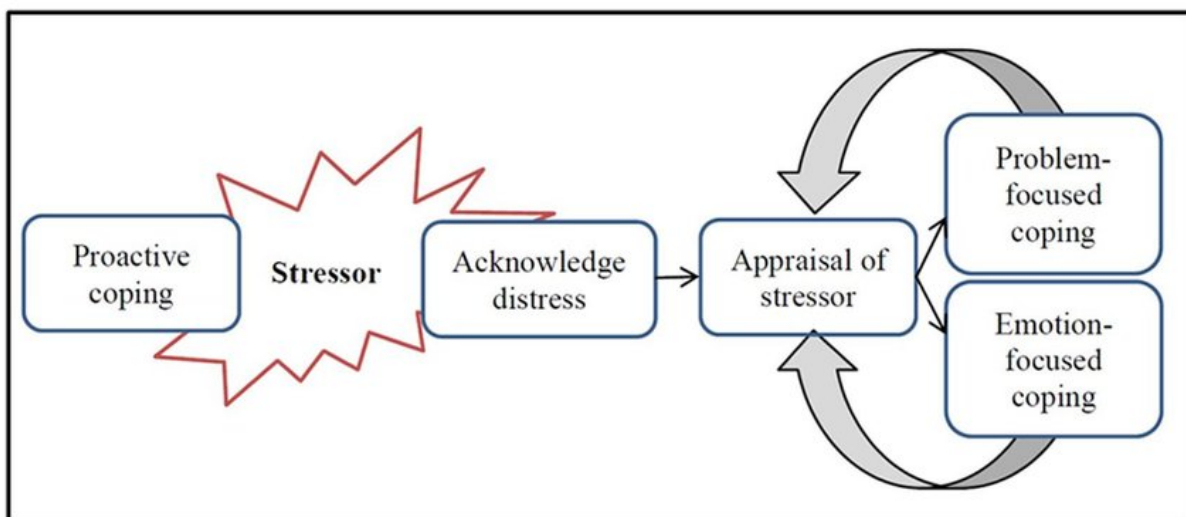 Proactive
coping
Stressor
Acknowledge
distress
Appraisal of
stressor
Problem-
focused
coping
Emotion-
focused
coping